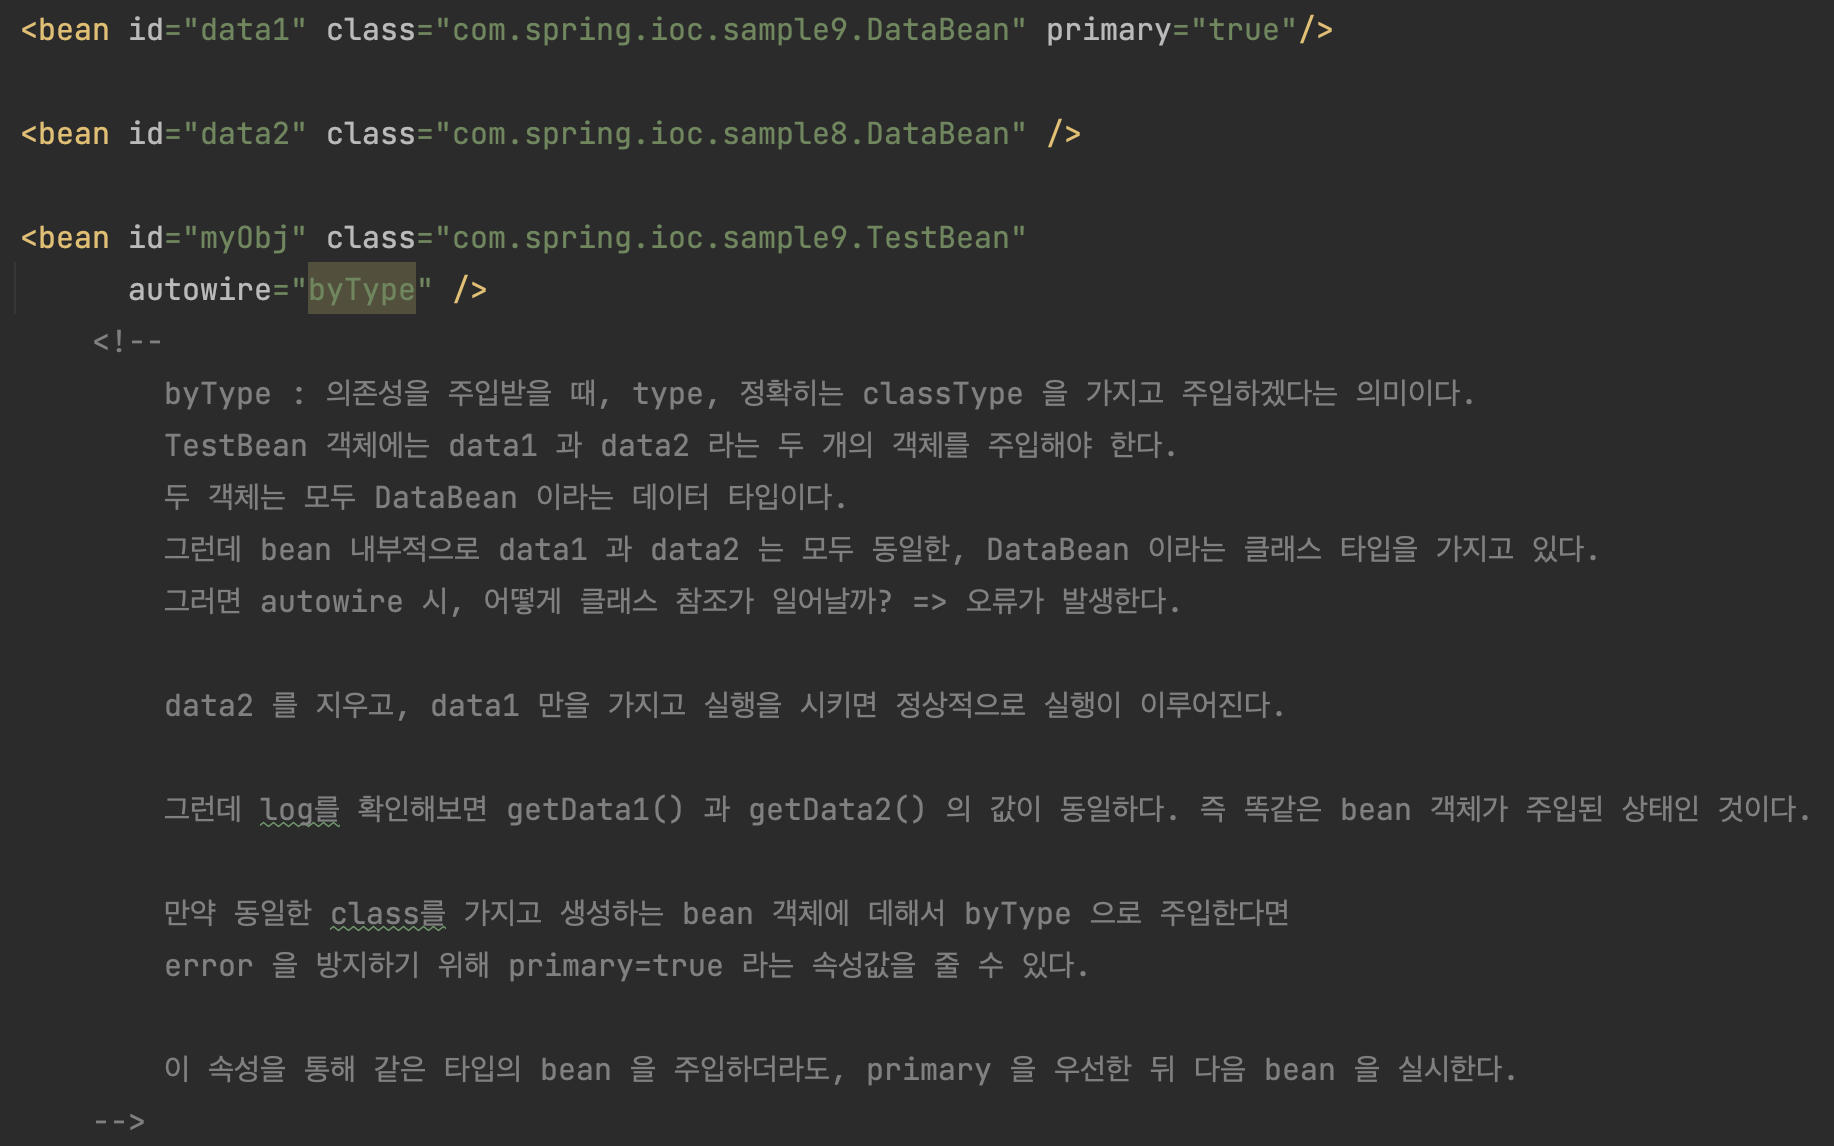 <bean id="data1" class="com.spring.ioc.sample9.DataBean" primary="true"/>
<bean id="data2" class="com.spring.ioc.sample8.DataBean" />
<bean id="myObj" class="com.spring.ioc.sample9.TestBean"
autowire="byType" />
<!--
byType : 의존성을 주입받을 때, type, 정확히는 classType 을 가지고 주입하겠다는 의미이다.
TestBean 객체에는 data1 과 data2 라는 두 개의 객체를 주입해야 한다.
두 객체는 모두 DataBean 이라는 데이터 타입이다.
그런데 bean 내부적으로 data1 과 data2 는 모두 동일한, DataBean 이라는 클래스 타입을 가지고 있다.
그러면 autowire 시, 어떻게 클래스 참조가 일어날까? => 오류가 발생한다.
data2 를 지우고, data1 만을 가지고 실행을 시키면 정상적으로 실행이 이루어진다.
그런데 log를 확인해보면 getData1() 과 getData2() 의 값이 동일하다. 즉 똑같은 bean 객체가 주입된 상태인 것이다.
만약 동일한 class를 가지고 생성하는 bean 객체에 데해서 byType 으로 주입한다면
error 을 방지하기 위해 primary=true 라는 속성값을 줄 수 있다.
이 속성을 통해 같은 타입의 bean 을 주입하더라도, primary 을 우선한 뒤 다음 bean 을 실시한다.
-->